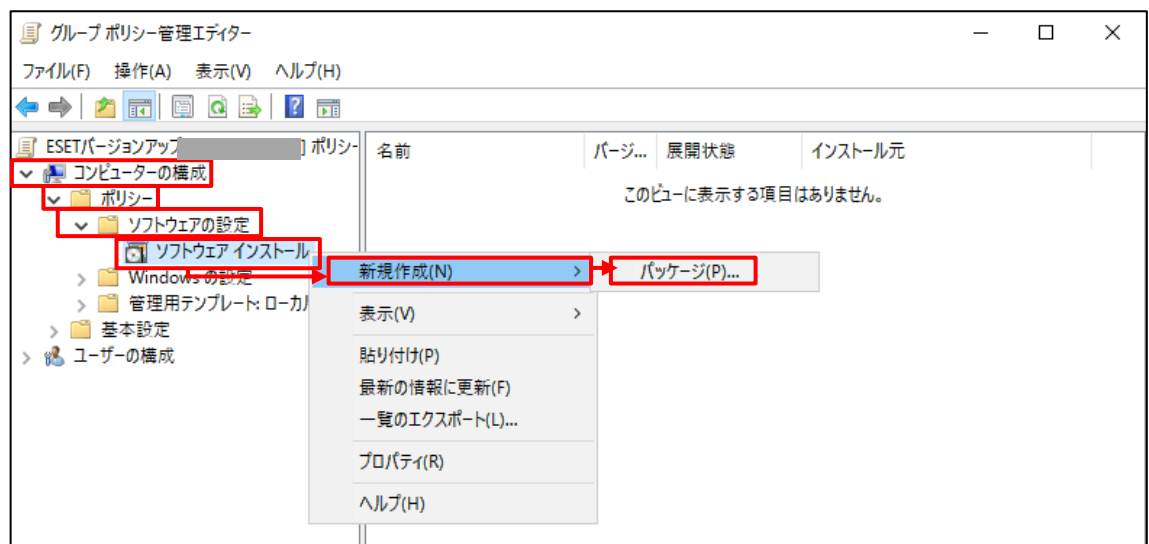 グループ ポリシー管理エディター
ファイル(F) 操作(A) 表示(V) ヘルプ(H)
ESETバージョンアップ ] ポリシー
コンピューターの構成
ポリシー
ソフトウェアの設定
ソフトウェア インストール
Windows の設定
管理用テンプレート: ローカル
基本設定
ユーザーの構成
名前 バージ... 展開状態 インストール元
このビューに表示する項目はありません。
新規作成(N)
パッケージ(P)...
表示(V)
貼り付け(P)
最新の情報に更新(F)
一覧のエクスポート(L)...
プロパティ(R)
ヘルプ(H)